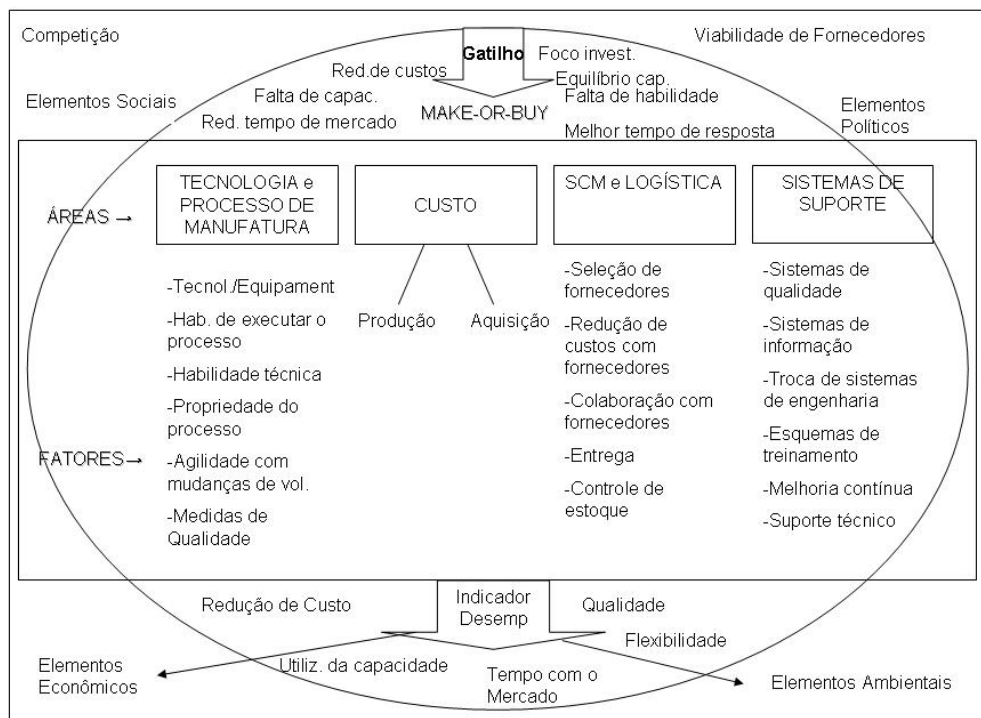 Competição
Viabilidade de Fornecedores
Gatilho
Foco invest.
Red.de custos
Equilíbrio cap.
Elementos Sociais
Falta de capac.
MAKE-OR-BUY
Falta de habilidade
Elementos
Políticos
Red. tempo de mercado
Melhor tempo de resposta
ÁREAS →
TECNOLOGIA e
PROCESSO DE
MANUFATURA
CUSTO
SCM e LOGÍSTICA
SISTEMAS DE
SUPORTE
FATORES→
-Tecnol./Equipament
-Hab. de executar o
processo
-Habilidade técnica
-Propriedade do
processo
-Agilidade com
mudanças de vol.
-Medidas de
Qualidade
Produção
Aquisição
-Seleção de
fornecedores
-Redução de
custos com
fornecedores
-Colaboração com
fornecedores
-Entrega
-Controle de
estoque
-Sistemas de
qualidade
-Sistemas de
informação
-Troca de sistemas
de engenharia
-Esquemas de
treinamento
-Melhoria contínua
-Suporte técnico
Redução de Custo
Indicador
Desemp
Qualidade
Flexibilidade
Elementos
Econômicos
Utiliz. da capacidade
Tempo com o
Mercado
Elementos Ambientais